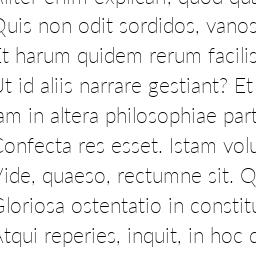 Aliter enim explicari, quod qua
Quis non odit sordidos, vanos
Et harum quidem rerum facilis
Ut id aliis narrare gestiant? Et
am in altera philosophiae part
Confecta res esset. Istam volu
Vide, quaeso, rectumne sit. Q
Gloriosa ostentatio in constitu
Atqui reperies, inquit, in hoc